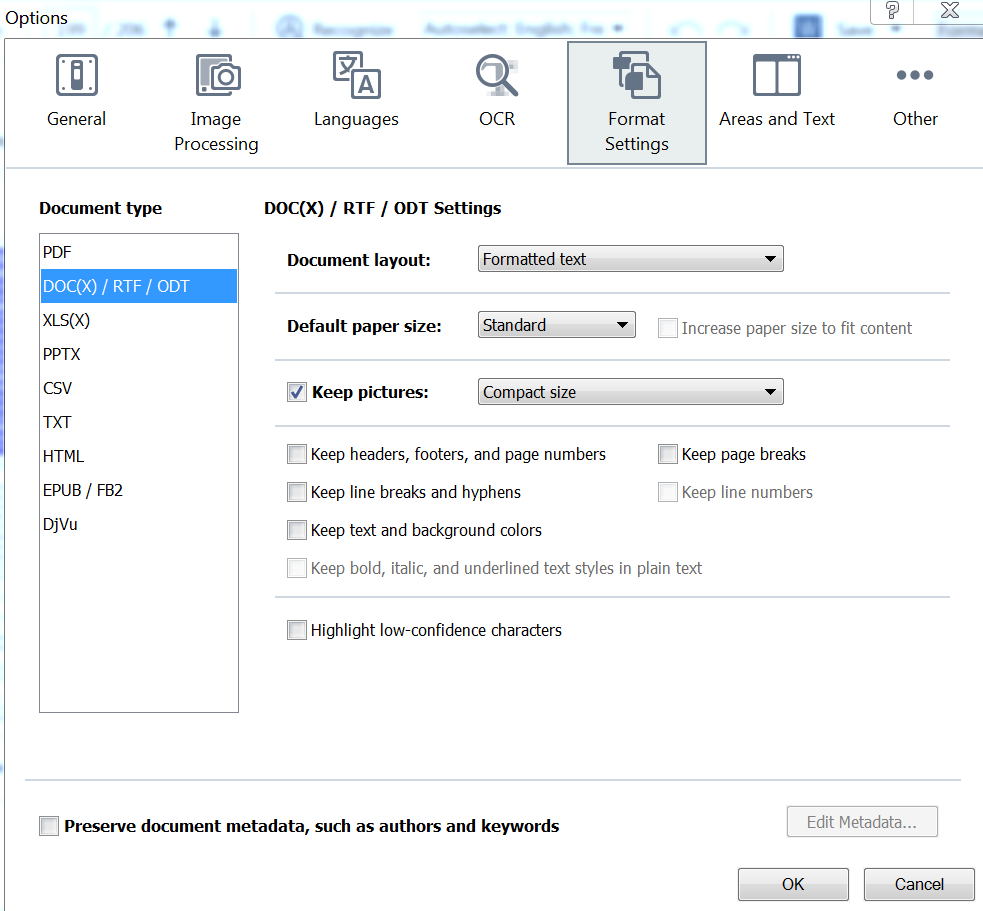 Options
General
Image
Processing
Languages
OCR
Format
Settings
Areas and Text
Other
Document type
PDF
DOC(X) / RTF / ODT
XLS(X)
PPTX
CSV
TXT
HTML
EPUB / FB2
DjVu
DOC(X) / RTF / ODT Settings
Document layout: Formatted text
Default paper size: Standard Increase paper size to fit content
Keep pictures: Compact size
Keep headers, footers, and page numbers Keep page breaks
Keep line breaks and hyphens Keep line numbers
Keep text and background colors
Keep bold, italic, and underlined text styles in plain text
Highlight low-confidence characters
Preserve document metadata, such as authors and keywords Edit Metadata...
OK Cancel